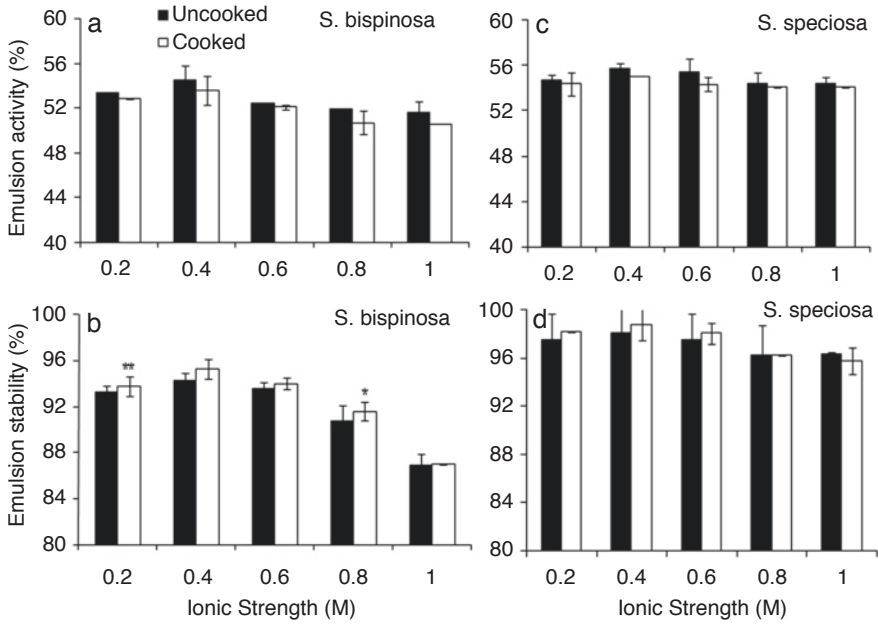 a
Uncooked
Cooked
S. bispinosa
Emulsion activity (%)
60
56
52
48
44
40
0.2 0.4 0.6 0.8 1
c
S. speciosa
60
56
52
48
44
40
0.2 0.4 0.6 0.8 1
b
S. bispinosa
Emulsion stability (%)
100
96
92
88
84
80
**
*
0.2 0.4 0.6 0.8 1
Ionic Strength (M)
d
S. speciosa
100
96
92
88
84
80
0.2 0.4 0.6 0.8 1
Ionic Strength (M)